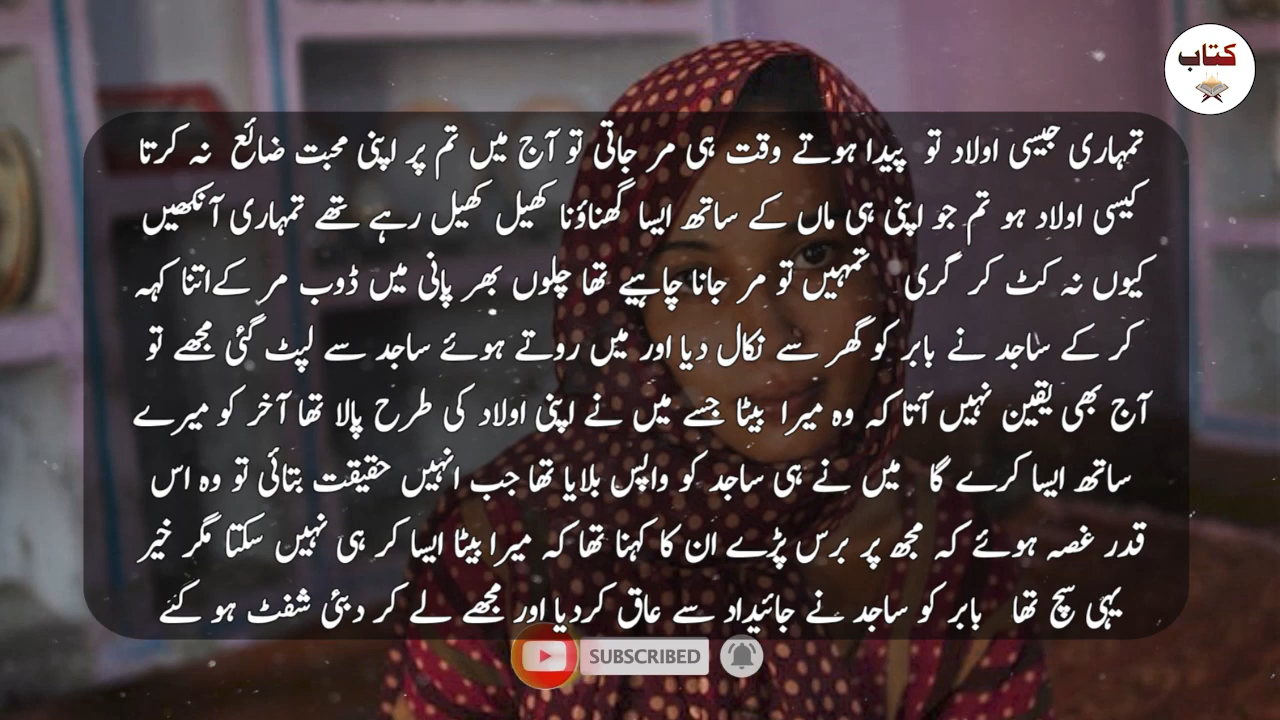 کتاب
تمہاری جیسی اولاد تو پیدا ہوتے وقت ہی مر جاتی تو آج میں تم پر اپنی محبت ضائع نہ کرتا
کیسی اولاد ہو تم جو اپنی ہی ماں کے ساتھ ایسا گھناؤنا کھیل کھیل رہے تھے تمہاری آنکھیں
کیوں نہ کٹ کر گری تمہیں تو مر جانا چاہیے تھا چلوں بھر پانی میں ڈوب مر کے اتنا کہہ
کر کے ساجد نے بابر کو گھر سے نکال دیا اور میں روتے ہوئے ساجد سے لپٹ گئی مجھے تو
آج بھی یقین نہیں آتا کہ وہ میرا بیٹا جسے میں نے اپنی اولاد کی طرح پالا تھا آخر کو میرے
ساتھ ایسا کرے گا میں نے ہی ساجد کو واپس بلایا تھا جب انہیں حقیقت بتائی تو وہ اس
قدر غصہ ہوئے کہ مجھ پر برس پڑے ان کا کہنا تھا کہ میرا بیٹا ایسا کر ہی نہیں سکتا مگر خیر
یہی سچ تھا بابر کو ساجد نے جائیداد سے عاق کردیا اور مجھے لے کر دبئی شفٹ ہو گئے
SUBSCRIBED